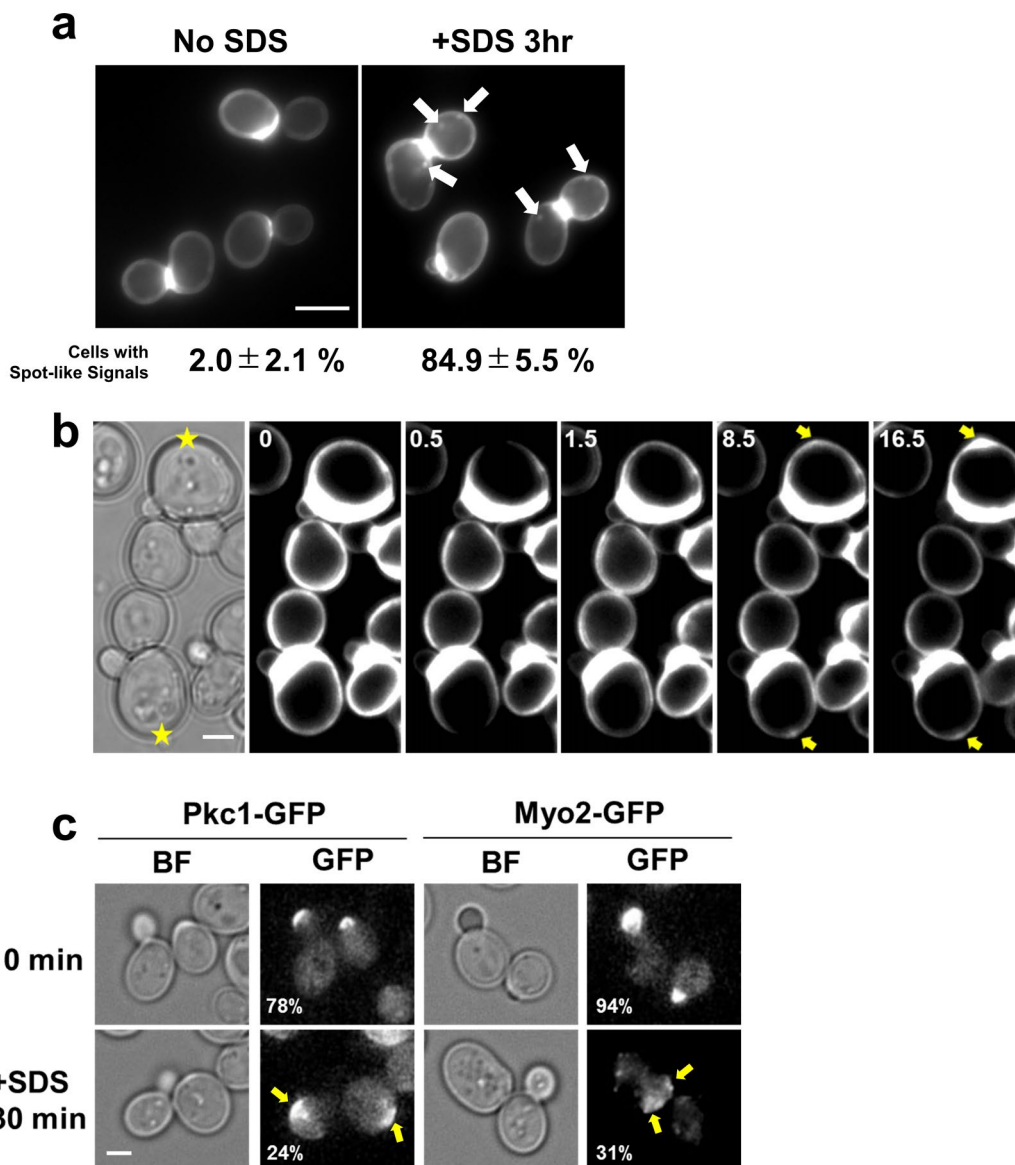 a
No SDS
+SDS 3hr
Cells with
Spot-like Signals
2.0 ± 2.1 %
84.9 ± 5.5 %
b
0
0.5
1.5
8.5
16.5
c
Pkc1-GFP
Myo2-GFP
BF
GFP
BF
GFP
0 min
78%
94%
+SDS
30 min
24%
31%